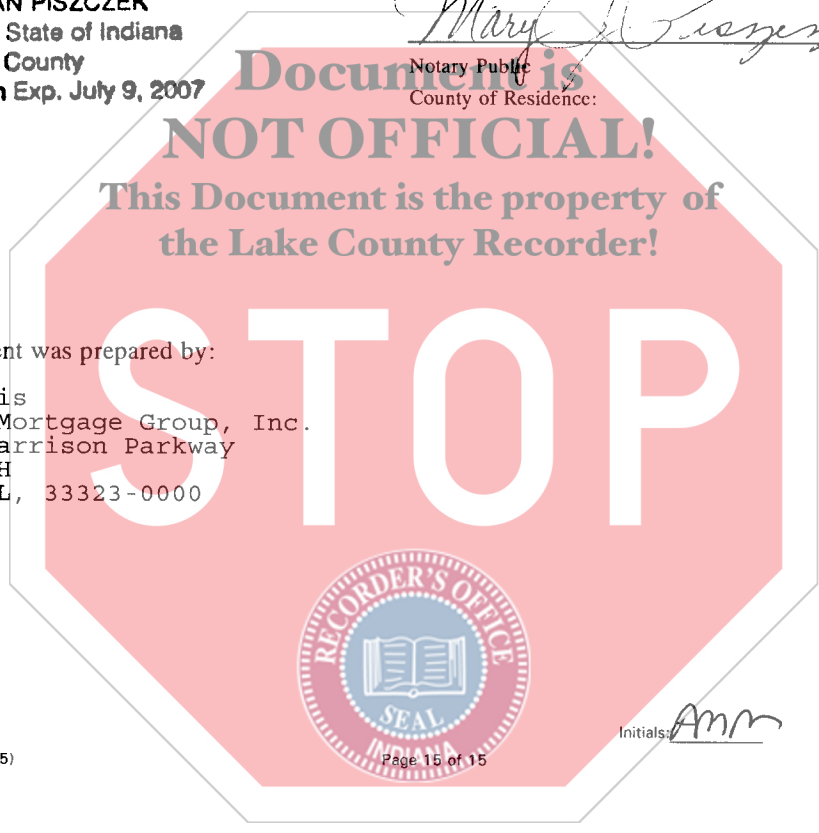 AN PISZCZEK
State of Indiana
County
n Exp. July 9, 2007
Mary
Notary Public
County of Residence:
Document is
NOT OFFICIAL!
This Document is the property of
the Lake County Recorder!
STOP
ent was prepared by:
is
Mortgage Group, Inc.
arrison Parkway
H
L, 33323-0000
RECORDER'S OFFICE
SEAL
INDIANA
Initials: AMM
5)
Page 15 of 15